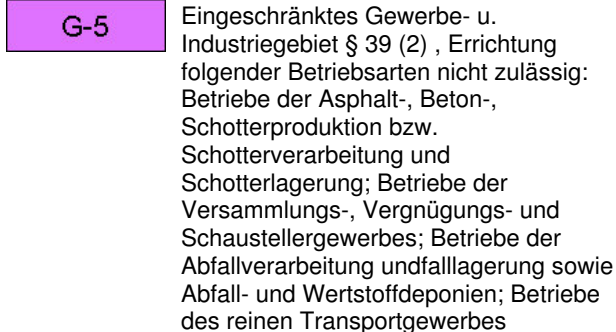 G-5
Eingeschränktes Gewerbe- u.
Industriegebiet § 39 (2) , Errichtung
folgender Betriebsarten nicht zulässig:
Betriebe der Asphalt-, Beton-,
Schotterproduktion bzw.
Schotterverarbeitung und
Schotterlagerung; Betriebe der
Versammlungs-, Vergnügungs- und
Schaustellergewerbes; Betriebe der
Abfallverarbeitung undfalllagerung sowie
Abfall- und Wertstoffdeponien; Betriebe
des reinen Transportgewerbes